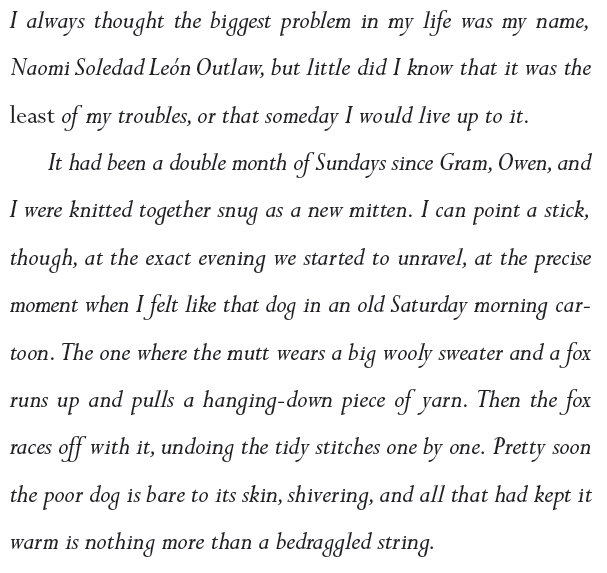 I always thought the biggest problem in my life was my name,
Naomi Soledad León Outlaw, but little did I know that it was the
least of my troubles, or that someday I would live up to it.
It had been a double month of Sundays since Gram, Owen, and
I were knitted together snug as a new mitten. I can point a stick,
though, at the exact evening we started to unravel, at the precise
moment when I felt like that dog in an old Saturday morning car-
toon. The one where the mutt wears a big wooly sweater and a fox
runs up and pulls a hanging-down piece of yarn. Then the fox
races off with it, undoing the tidy stitches one by one. Pretty soon
the poor dog is bare to its skin, shivering, and all that had kept it
warm is nothing more than a bedraggled string.